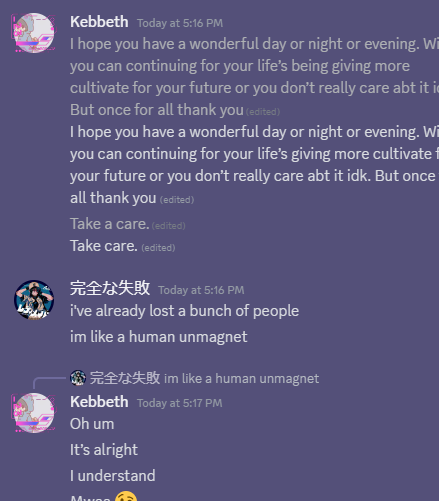 Kebbeth Today at 5:16 PM
I hope you have a wonderful day or night or evening. Wi
you can continuing for your life's being giving more
cultivate for your future or you don't really care abt it id
But once for all thank you (edited)
I hope you have a wonderful day or night or evening. Wi
you can continuing for your life's giving more cultivate f
your future or you don't really care abt it idk. But once
all thank you (edited)
Take a care. (edited)
Take care. (edited)
完全な失敗 Today at 5:16 PM
i've already lost a bunch of people
im like a human unmagnet
完全な失敗 im like a human unmagnet
Kebbeth Today at 5:17 PM
Oh um
It's alright
I understand
Mwaa 😘